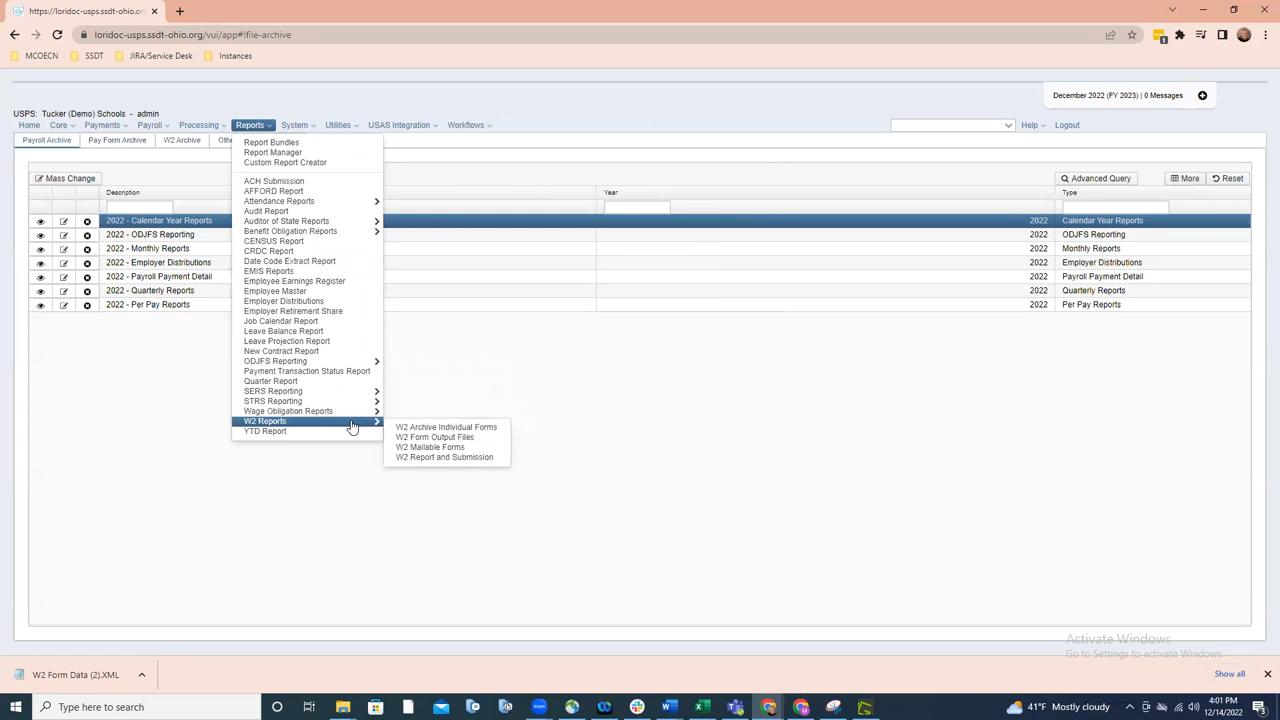 https://loridoc-usps.ssdt-ohio.org
loridoc-usps.ssdt-ohio.org/vui/app#!file-archive
MCOECN SSDT JIRA/Service Desk Instances
December 2022 (FY 2023) | 0 Messages
USPS: Tucker (Demo) Schools - admin
Home Core Payments Payroll Processing Reports System Utilities USAS Integration Workflows Help Logout
Payroll Archive Pay Form Archive W2 Archive
Mass Change Advanced Query More Reset
Description Year Type
2022 - Calendar Year Reports 2022 Calendar Year Reports
2022 - ODJFS Reporting 2022 ODJFS Reporting
2022 - Monthly Reports 2022 Monthly Reports
2022 - Employer Distributions 2022 Employer Distributions
2022 - Payroll Payment Detail 2022 Payroll Payment Detail
2022 - Quarterly Reports 2022 Quarterly Reports
2022 - Per Pay Reports 2022 Per Pay Reports
Report Bundles
Report Manager
Custom Report Creator
ACH Submission
AFFORD Report
Attendance Reports
Audit Report
Auditor of State Reports
Benefit Obligation Reports
CENSUS Report
CRDC Report
Date Code Extract Report
EMIS Reports
Employee Earnings Register
Employee Master
Employer Distributions
Employer Retirement Share
Job Calendar Report
Leave Balance Report
Leave Projection Report
New Contract Report
ODJFS Reporting
Payment Transaction Status Report
Quarter Report
SERS Reporting
STRS Reporting
Wage Obligation Reports
W2 Reports
YTD Report
W2 Archive Individual Forms
W2 Form Output Files
W2 Mailable Forms
W2 Report and Submission
Activate Windows
Go to Settings to activate Windows.
W2 Form Data (2).XML Show all
Type here to search
41°F Mostly cloudy
4:01 PM
12/14/2022